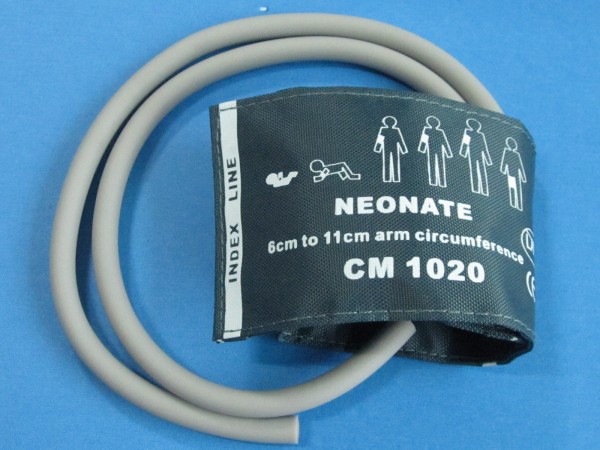 INDEX LINE
NEONATE
6cm to 11cm arm circumference
CM 1020